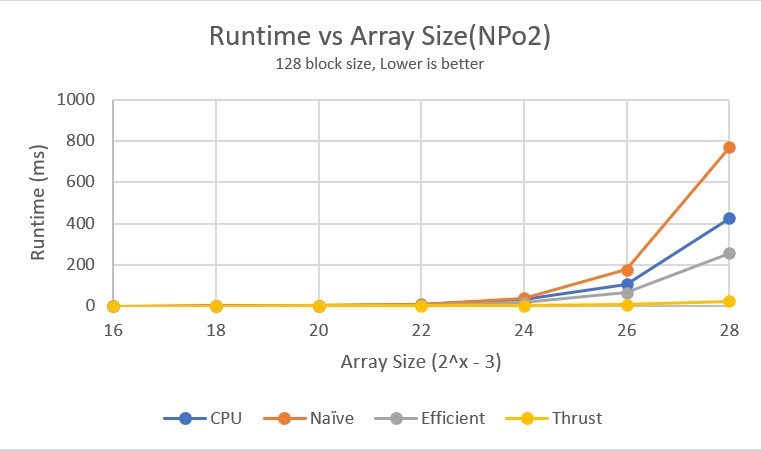 Runtime vs Array Size(NPo2)
128 block size, Lower is better
1000
800
600
400
200
0
Runtime (ms)
16 18 20 22 24 26 28
Array Size (2^x - 3)
CPU Naïve Efficient Thrust